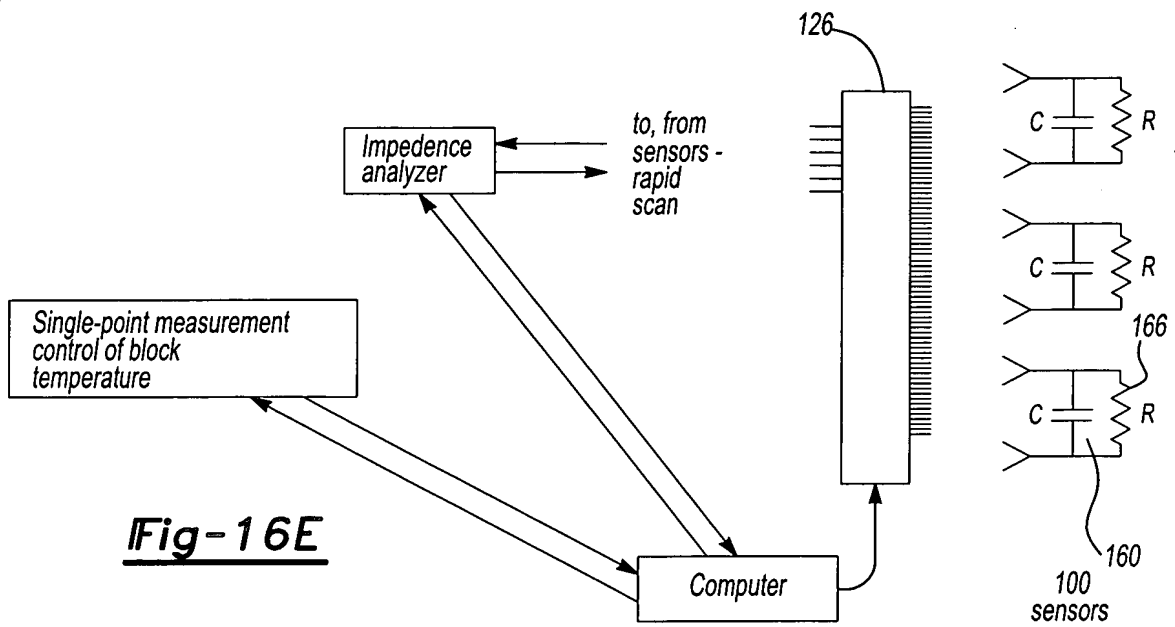 126
Impedence
analyzer
to, from
sensors -
rapid
scan
C
R
C
R
Single-point measurement
control of block
temperature
166
C
R
Fig-16E
Computer
160
100
sensors